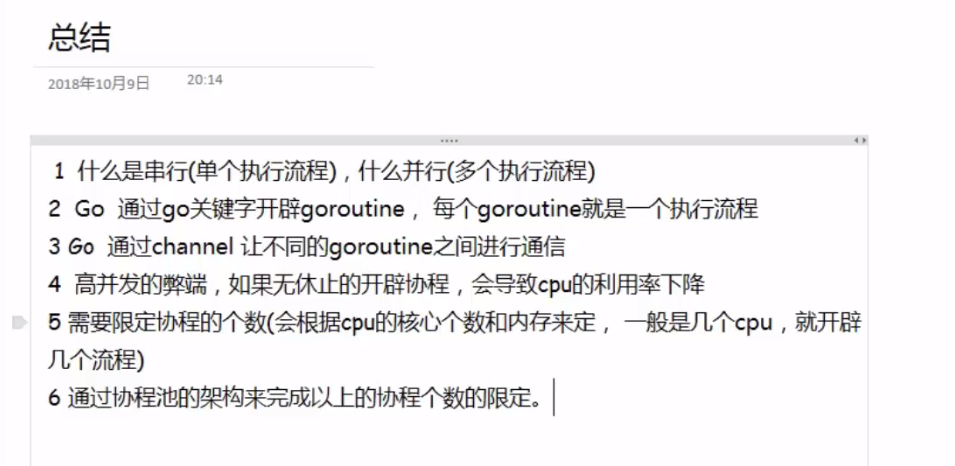 总结
2018年10月9日 20:14
1 什么是串行(单个执行流程)，什么并行(多个执行流程)
2 Go 通过go关键字开辟goroutine， 每个goroutine就是一个执行流程
3 Go 通过channel 让不同的goroutine之间进行通信
4 高并发的弊端，如果无休止的开辟协程，会导致cpu的利用率下降
5 需要限定协程的个数(会根据cpu的核心个数和内存来定， 一般是几个cpu，就开辟
几个流程)
6 通过协程池的架构来完成以上的协程个数的限定。